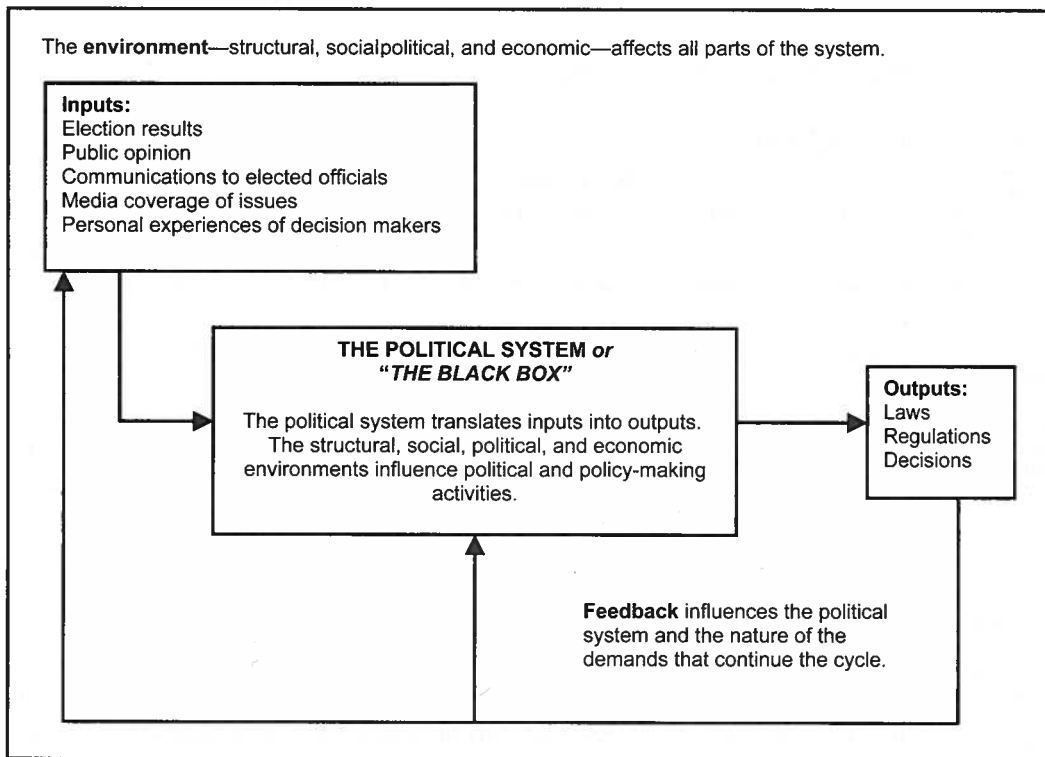 The environment—structural, socialpolitical, and economic—affects all parts of the system.
Inputs:
Election results
Public opinion
Communications to elected officials
Media coverage of issues
Personal experiences of decision makers
THE POLITICAL SYSTEM or
“THE BLACK BOX”
The political system translates inputs into outputs.
The structural, social, political, and economic
environments influence political and policy-making
activities.
Outputs:
Laws
Regulations
Decisions
Feedback influences the political
system and the nature of the
demands that continue the cycle.